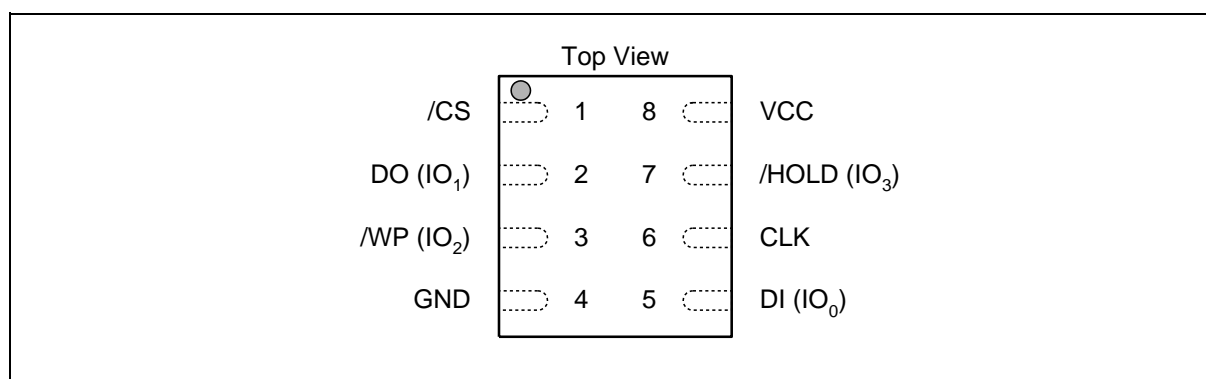 Top View
/CS 1 8 VCC
DO (IO₁) 2 7 /HOLD (IO₃)
/WP (IO₂) 3 6 CLK
GND 4 5 DI (IO₀)